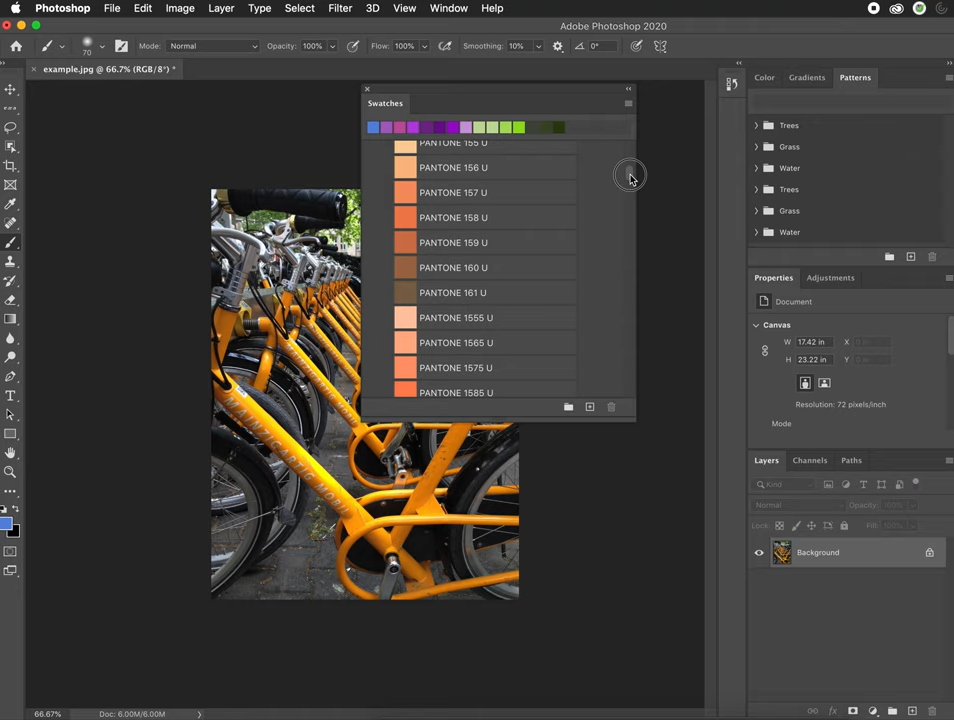 Photoshop File Edit Image Layer Type Select Filter 3D View Window Help
Adobe Photoshop 2020
70 Mode: Normal Opacity: 100% Flow: 100% Smoothing: 10% 0°
example.jpg @ 66.7% (RGB/8*) *
Swatches
PANTONE 155 U
PANTONE 156 U
PANTONE 157 U
PANTONE 158 U
PANTONE 159 U
PANTONE 160 U
PANTONE 161 U
PANTONE 1555 U
PANTONE 1565 U
PANTONE 1575 U
PANTONE 1585 U
Color Gradients Patterns
Trees
Grass
Water
Trees
Grass
Water
Properties Adjustments
Document
Canvas
W 17.42 in X 0 in
H 23.22 in Y 0 in
Resolution: 72 pixels/inch
Mode
Layers Channels Paths
Kind
Normal Opacity: 100%
Lock: Fill: 100%
Background
66.67% Doc: 6.00M/6.00M